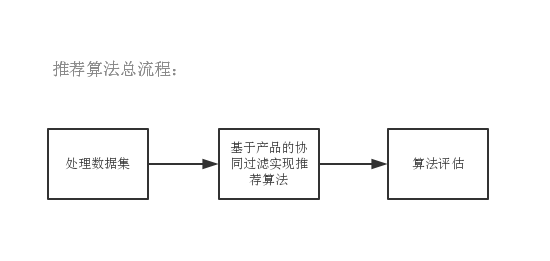 推荐算法总流程：
处理数据集
基于产品的协
同过滤实现推
荐算法
算法评估